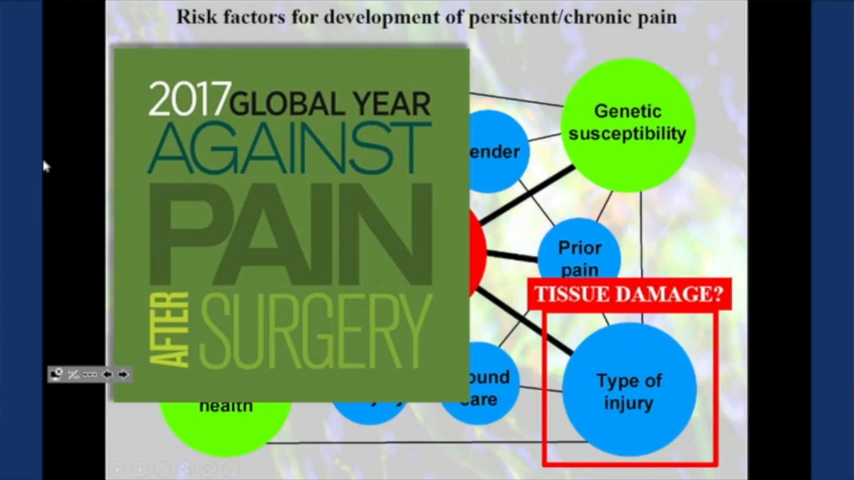 Risk factors for development of persistent/chronic pain
2017 GLOBAL YEAR
AGAINST
PAIN
AFTER SURGERY
Genetic
susceptibility
ender
Prior
pain
TISSUE DAMAGE?
Type of
injury
ound
care
health